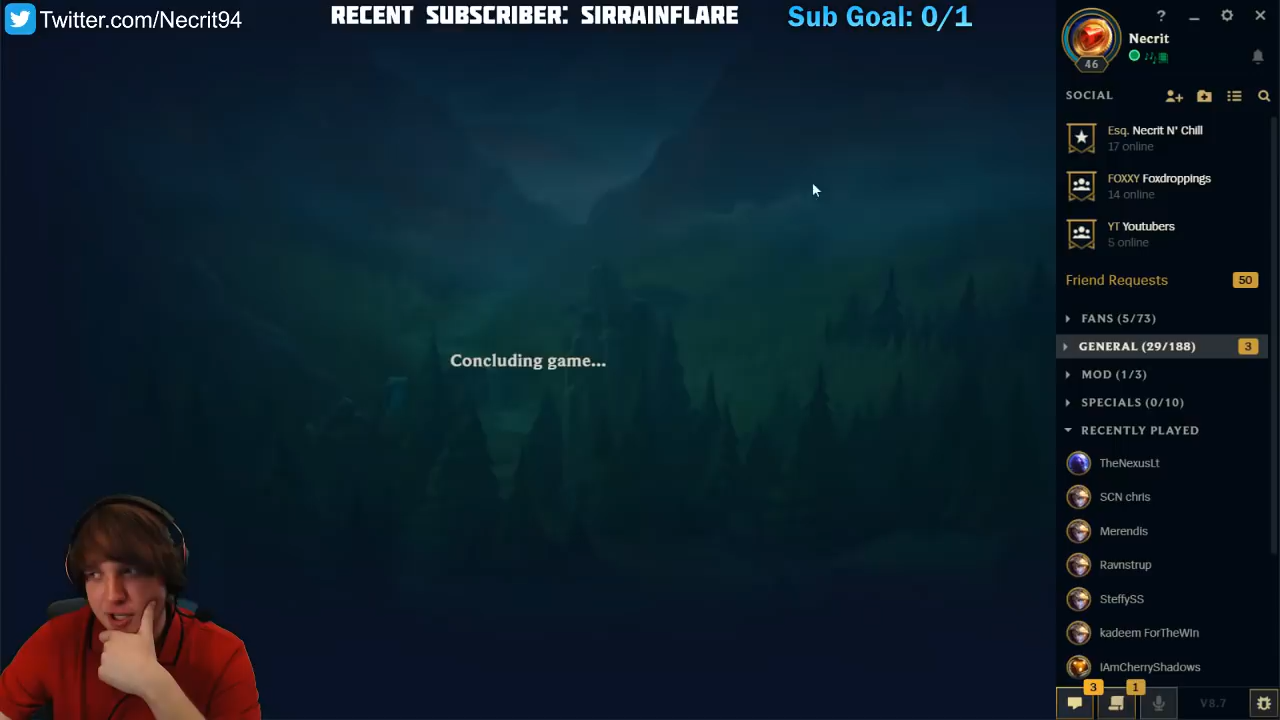 Twitter.com/Necrit94
RECENT SUBSCRIBER: SIRRAINFLARE
Sub Goal: 0/1
?
Necrit
46
SOCIAL
Esq. Necrit N' Chill
17 online
FOXXY Foxdroppings
14 online
YT Youtubers
5 online
Friend Requests 50
FANS (5/73)
GENERAL (29/188) 3
MOD (1/3)
SPECIALS (0/10)
RECENTLY PLAYED
TheNexusLt
SCN chris
Merendis
Ravnstrup
SteffySS
kadeem ForTheWIn
IAmCherryShadows
Concluding game...
3 1
V8.7